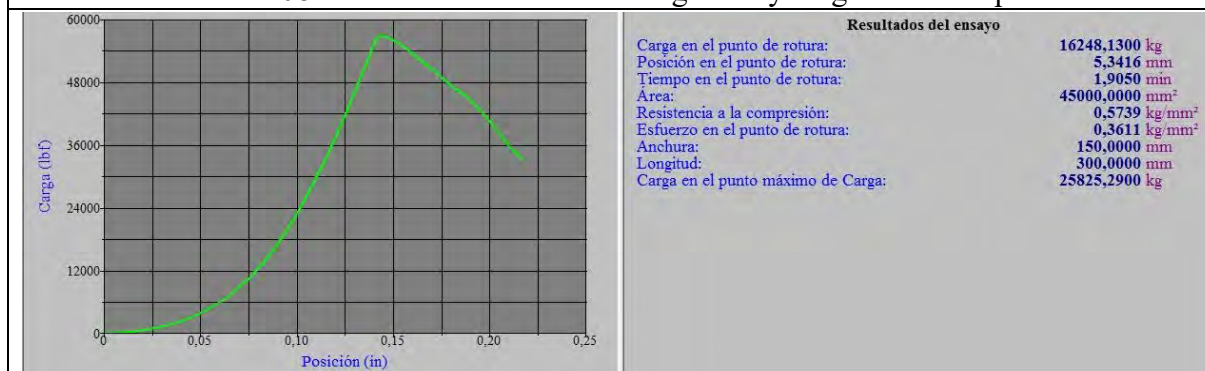 60000
48000
36000
24000
12000
0
Carga (lbf)
0 0,05 0,10 0,15 0,20 0,25
Posición (in)
Resultados del ensayo
Carga en el punto de rotura: 16248,1300 kg
Posición en el punto de rotura: 5,3416 mm
Tiempo en el punto de rotura: 1,9050 min
Área: 45000,0000 mm²
Resistencia a la compresión: 0,5739 kg/mm²
Esfuerzo en el punto de rotura: 0,3611 kg/mm²
Anchura: 150,0000 mm
Longitud: 300,0000 mm
Carga en el punto máximo de Carga: 25825,2900 kg